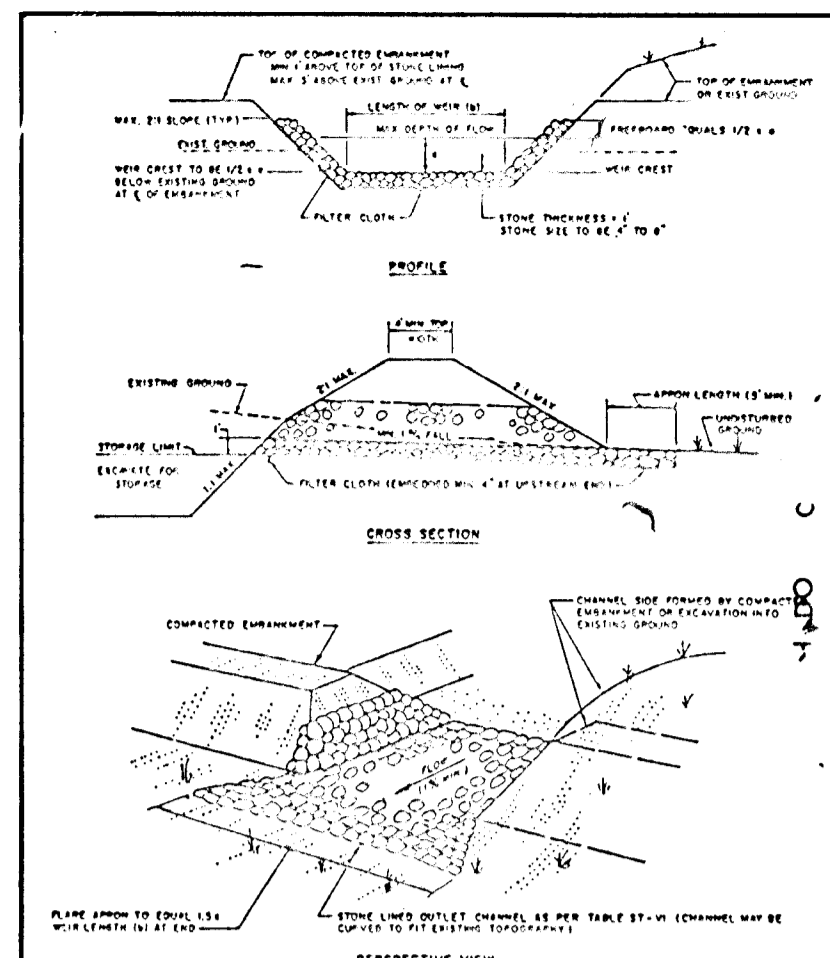 TOP OF COMPACTED EMBANKMENT
MIN 1' ABOVE TOP OF STONE LINING
MAX 5' ABOVE EXIST GROUND AT ℄
TOP OF EMBANKMENT
OR EXIST GROUND
LENGTH OF WEIR (b)
MAX. 2:1 SLOPE (TYP.)
MAX DEPTH OF FLOW
FREEBOARD EQUALS 1/2 x
EXIST GROUND
WEIR CREST TO BE 1/2 x
BELOW EXISTING GROUND
AT ℄ OF EMBANKMENT
WEIR CREST
FILTER CLOTH
STONE THICKNESS = 1'
STONE SIZE TO BE 4" TO 8"
PROFILE
4' MIN. TOP
WIDTH
2:1 MAX.
2:1 MAX
EXISTING GROUND
APRON LENGTH (5' MIN.)
UNDISTURBED
GROUND
1'
MIN. 1% FALL
STORAGE LIMIT
EXCAVATE FOR
STORAGE
1:1 MAX
FILTER CLOTH (EMBEDDED MIN. 4" AT UPSTREAM END)
CROSS SECTION
CHANNEL SIDE FORMED BY COMPACTED
EMBANKMENT OR EXCAVATION INTO
EXISTING GROUND
COMPACTED EMBANKMENT
FLOW
(1% MIN.)
FLARE APRON TO EQUAL 1.5 x
WEIR LENGTH (b) AT END
STONE LINED OUTLET CHANNEL AS PER TABLE ST-VI (CHANNEL MAY BE
CURVED TO FIT EXISTING TOPOGRAPHY)
PERSPECTIVE VIEW